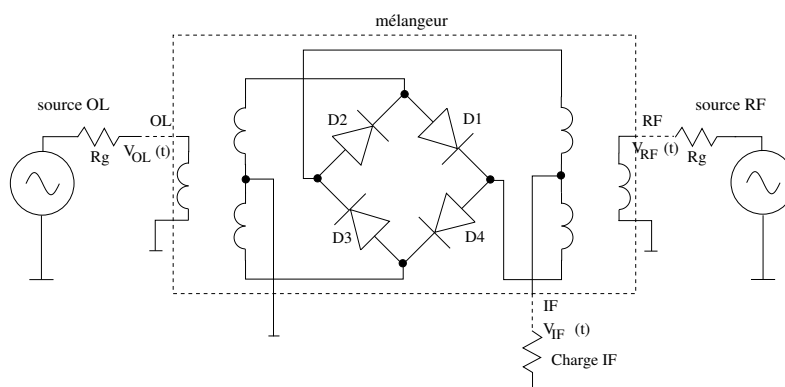 mélangeur
source OL
OL
Rg
V_OL (t)
D2
D1
D3
D4
RF
source RF
V_RF (t)
Rg
IF
V_IF (t)
Charge IF